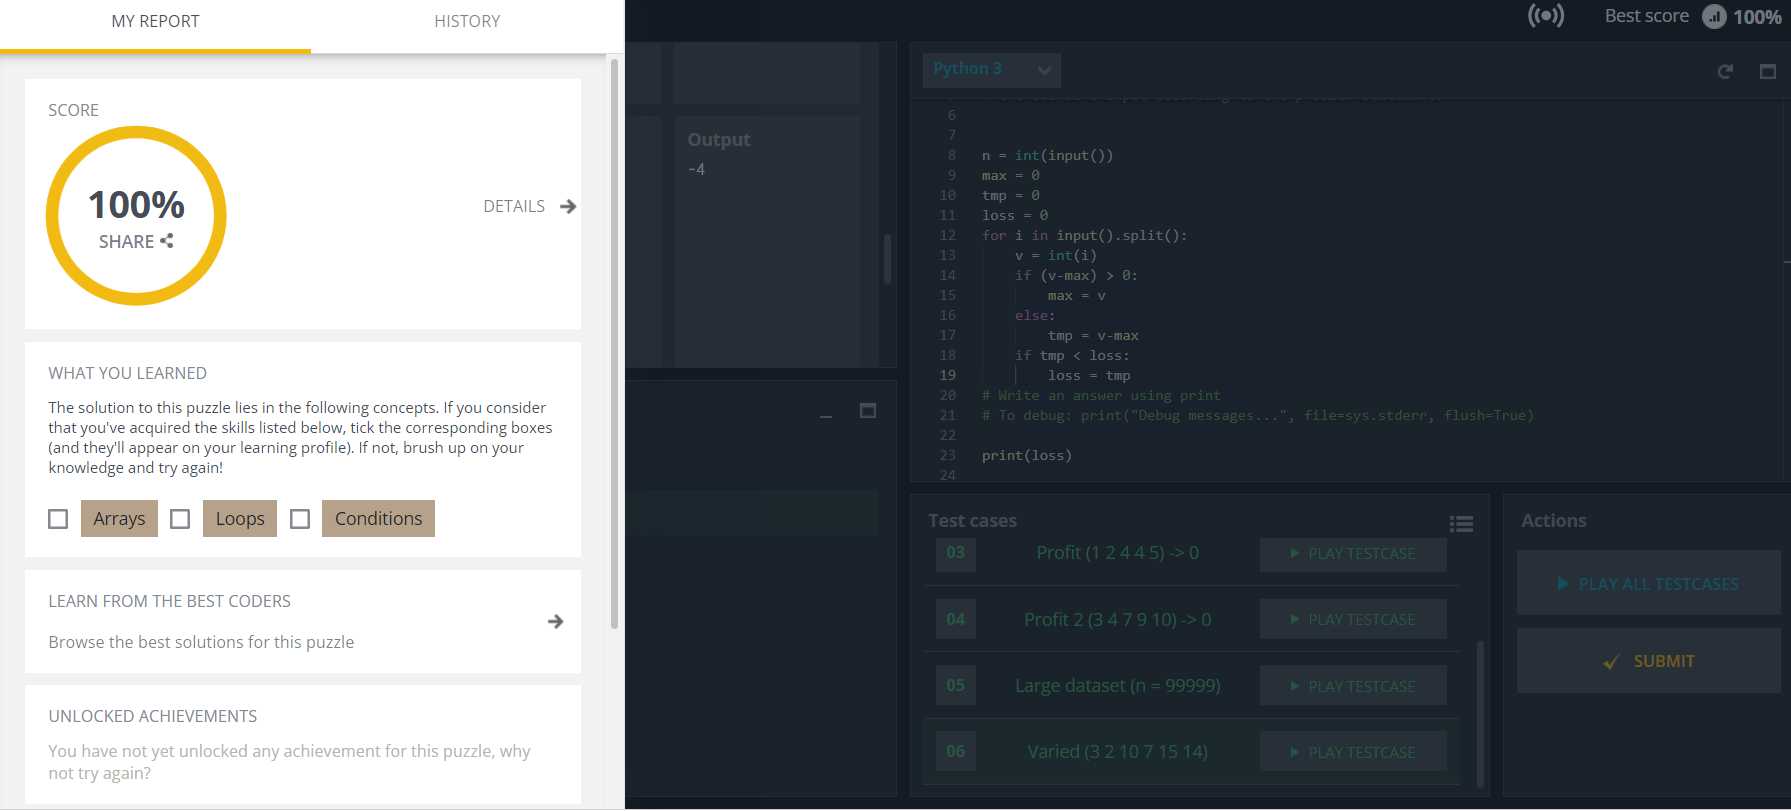 MY REPORT
HISTORY
SCORE
100%
SHARE
DETAILS
WHAT YOU LEARNED
The solution to this puzzle lies in the following concepts. If you consider
that you've acquired the skills listed below, tick the corresponding boxes
(and they'll appear on your learning profile). If not, brush up on your
knowledge and try again!
Arrays
Loops
Conditions
LEARN FROM THE BEST CODERS
Browse the best solutions for this puzzle
UNLOCKED ACHIEVEMENTS
You have not yet unlocked any achievement for this puzzle, why
not try again?
Output
-4
Best score 100%
Python 3
6
7
8 n = int(input())
9 max = 0
10 tmp = 0
11 loss = 0
12 for i in input().split():
13 v = int(i)
14 if (v-max) > 0:
15 max = v
16 else:
17 tmp = v-max
18 if tmp < loss:
19 loss = tmp
20 # Write an answer using print
21 # To debug: print("Debug messages...", file=sys.stderr, flush=True)
22
23 print(loss)
24
Test cases
03 Profit (1 2 4 4 5) -> 0 PLAY TESTCASE
04 Profit 2 (3 4 7 9 10) -> 0 PLAY TESTCASE
05 Large dataset (n = 99999) PLAY TESTCASE
06 Varied (3 2 10 7 15 14) PLAY TESTCASE
Actions
PLAY ALL TESTCASES
SUBMIT